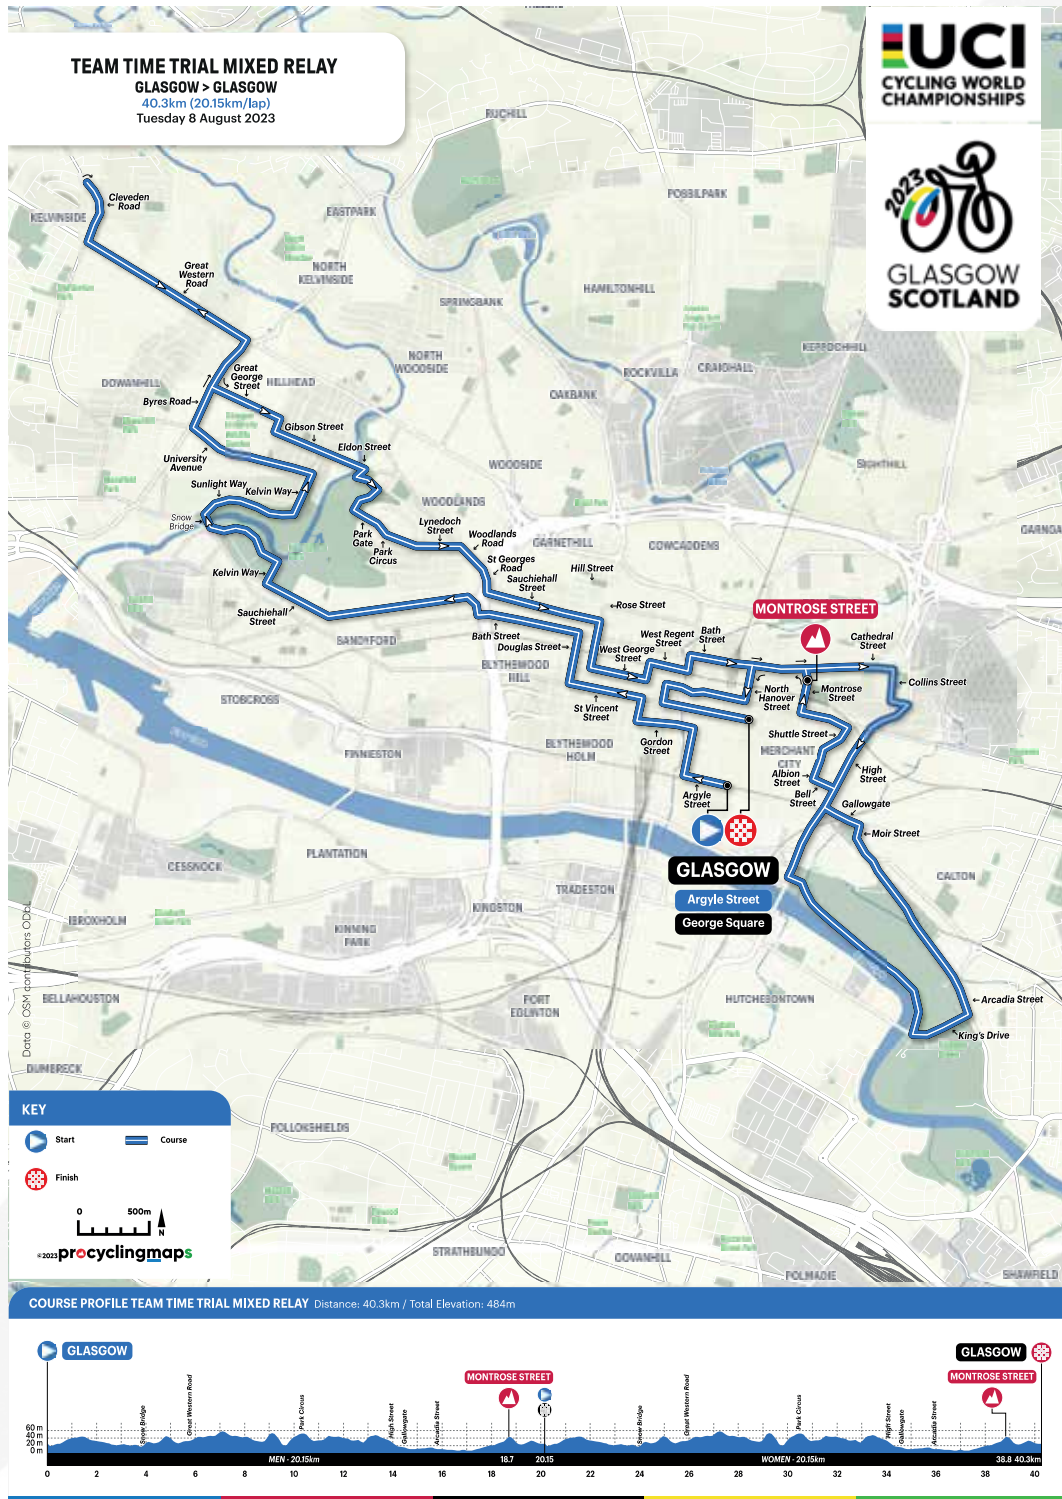 TEAM TIME TRIAL MIXED RELAY
GLASGOW > GLASGOW
40.3km (20.15km/lap)
Tuesday 8 August 2023
UCI
CYCLING WORLD
CHAMPIONSHIPS
2023
GLASGOW
SCOTLAND
RUCHILL
POSSILPARK
Cleveden
Road
KELVINSIDE
EASTPARK
Great
Western
Road
NORTH
KELVINSIDE
HAMILTONHILL
SPRINGBANK
KEPPOCHHILL
NORTH
WOODSIDE
ROCKVILLA
CRAIGHALL
Great
George
Street
HILLHEAD
DOWANHILL
OAKBANK
Byres Road
Gibson Street
Eldon Street
University
Avenue
WOODSIDE
SIGHTHILL
Sunlight Way
Kelvin Way
WOODLANDS
Snow
Bridge
Lynedoch
Street
Woodlands
Road
Park
Gate
Park
Circus
GARNETHILL
COWCADDENS
St Georges
Road
Hill Street
Kelvin Way
Sauchiehall
Street
Rose Street
Sauchiehall
Street
MONTROSE STREET
SANDYFORD
Bath Street
Douglas Street
West George
Street
West Regent
Street
Bath
Street
Cathedral
Street
BLYTHSWOOD
HILL
Collins Street
STOBCROSS
St Vincent
Street
North
Hanover
Street
Montrose
Street
Shuttle Street
FINNIESTON
BLYTHSWOOD
HOLM
Gordon
Street
MERCHANT
CITY
Albion
Street
High
Street
Bell
Street
Argyle
Street
Gallowgate
Moir Street
PLANTATION
CESSNOCK
GLASGOW
Argyle Street
George Square
CALTON
TRADESTON
KINGSTON
IBROXHOLM
KINNING
PARK
BELLAHOUSTON
PORT
EGLINTON
HUTCHESONTOWN
Arcadia Street
King's Drive
DUMBRECK
Data © OSM contributors ODbL
POLLOKSHIELDS
STRATHBUNGO
GOVANHILL
POLMADIE
SHAWFIELD
KEY
Start
Course
Finish
0 500m
N
©2023 procyclingmaps
COURSE PROFILE TEAM TIME TRIAL MIXED RELAY Distance: 40.3km / Total Elevation: 484m
GLASGOW
GLASGOW
MONTROSE STREET
MONTROSE STREET
60 m
40 m
20 m
0 m
Snow Bridge
Great Western Road
Park Circus
High Street
Gallowgate
Arcadia Street
Snow Bridge
Great Western Road
Park Circus
High Street
Gallowgate
Arcadia Street
MEN - 20.15km 18.7 20.15 WOMEN - 20.15km 38.8 40.3km
0 2 4 6 8 10 12 14 16 18 20 22 24 26 28 30 32 34 36 38 40